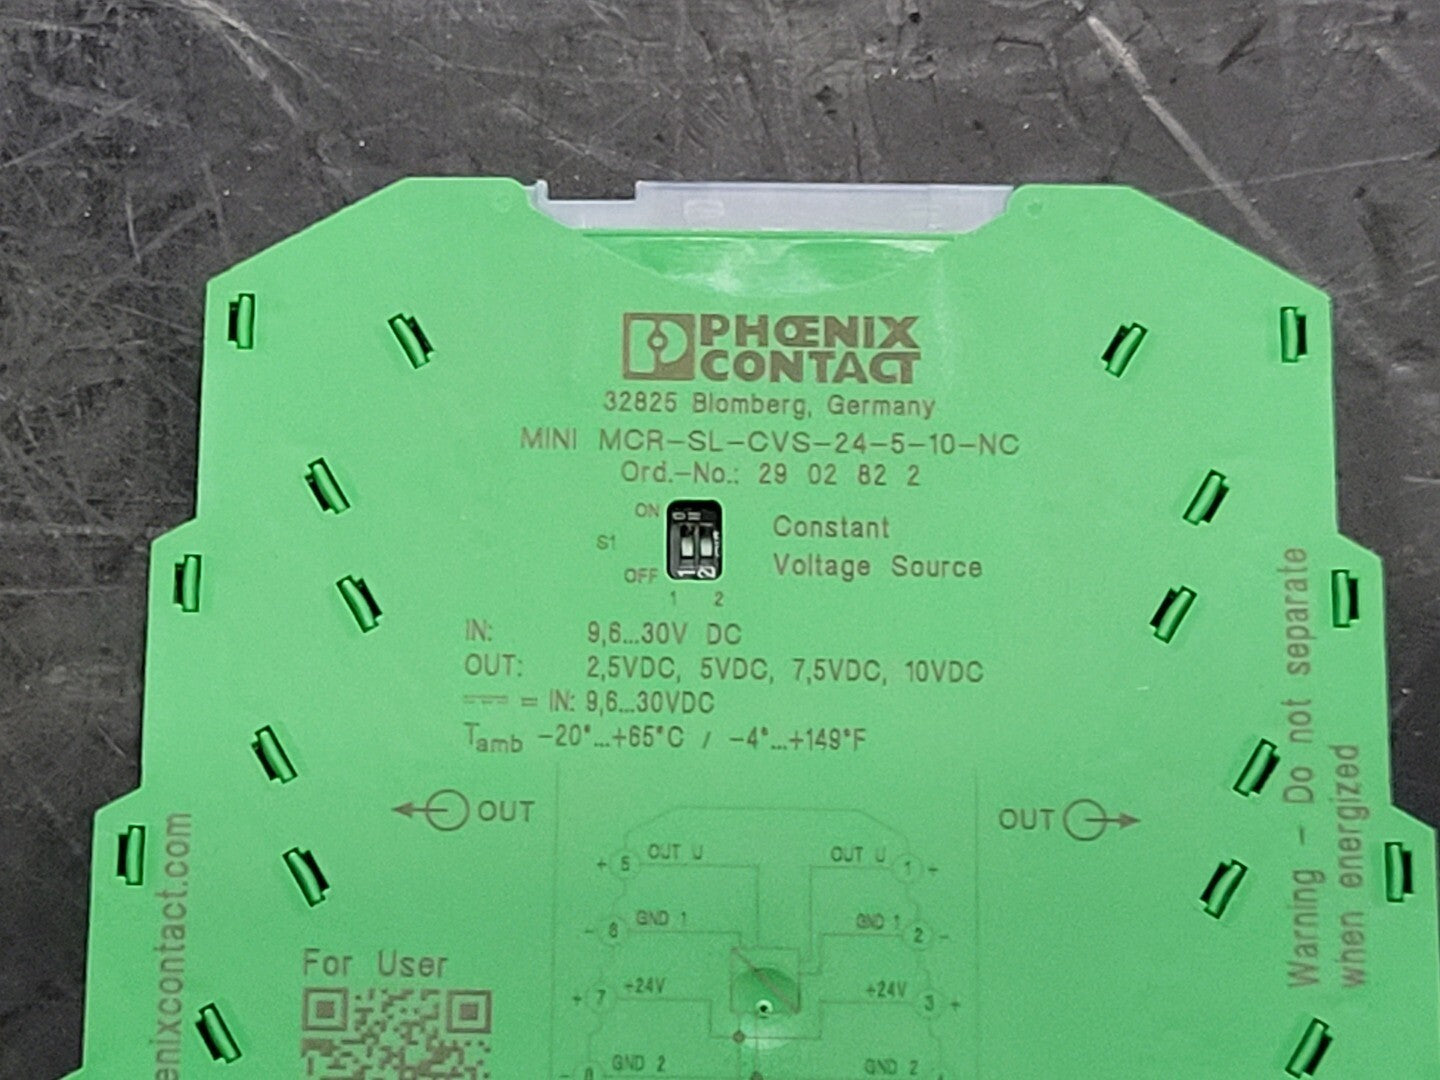 PHŒNIX
CONTACT
32825 Blomberg, Germany
MINI MCR-SL-CVS-24-5-10-NC
Ord.-No.: 29 02 82 2
ON
S1
OFF
1 2
1 2
Constant
Voltage Source
IN: 9,6...30V DC
OUT: 2,5VDC, 5VDC, 7,5VDC, 10VDC
= IN: 9,6...30VDC
Tamb -20°...+65°C / -4°...+149°F
OUT
OUT
+ 5 OUT U
OUT U 1 +
- 6 GND 1
GND 1 2 -
+ 7 +24V
+24V 3 +
GND 2
GND 2
For User
enixcontact.com
Warning - Do not separate
when energized